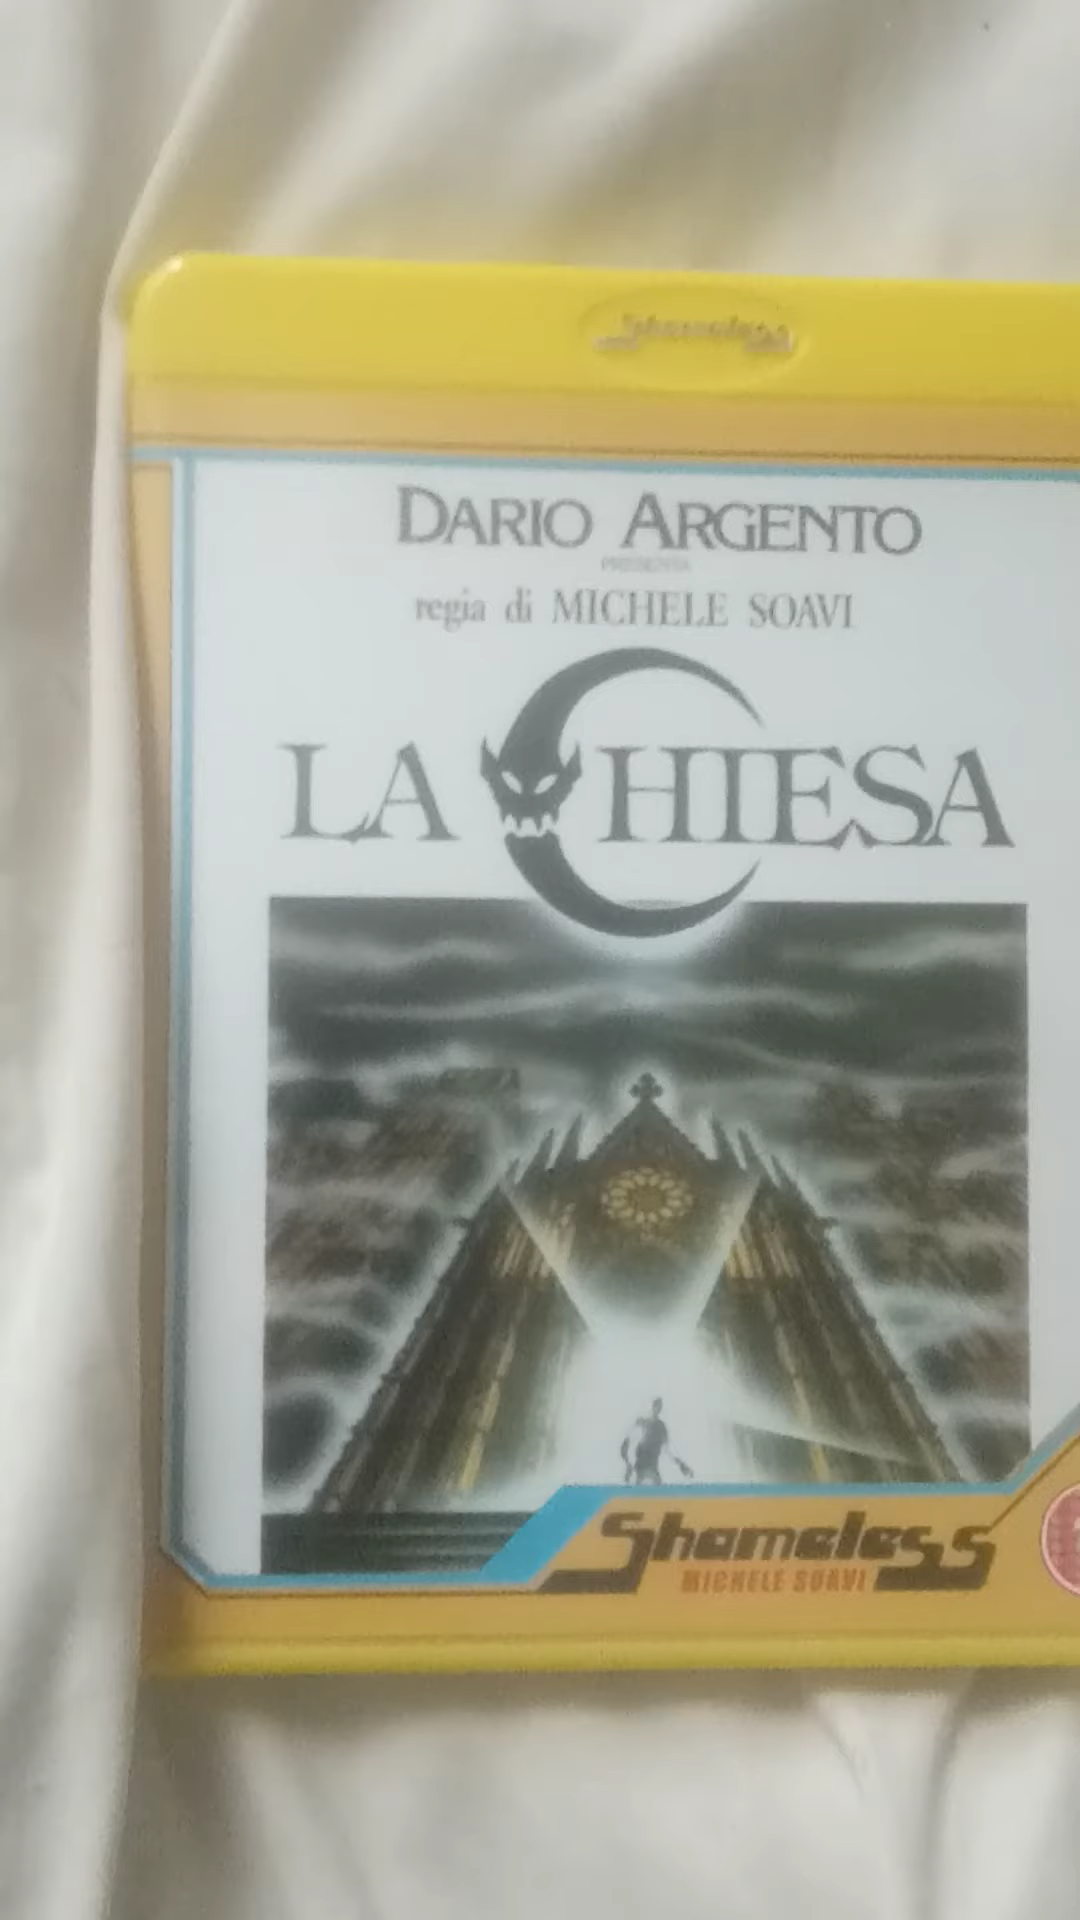 Shameless
DARIO ARGENTO
PRESENTA
regia di MICHELE SOAVI
LA CHIESA
Shameless
MICHELE SOAVI